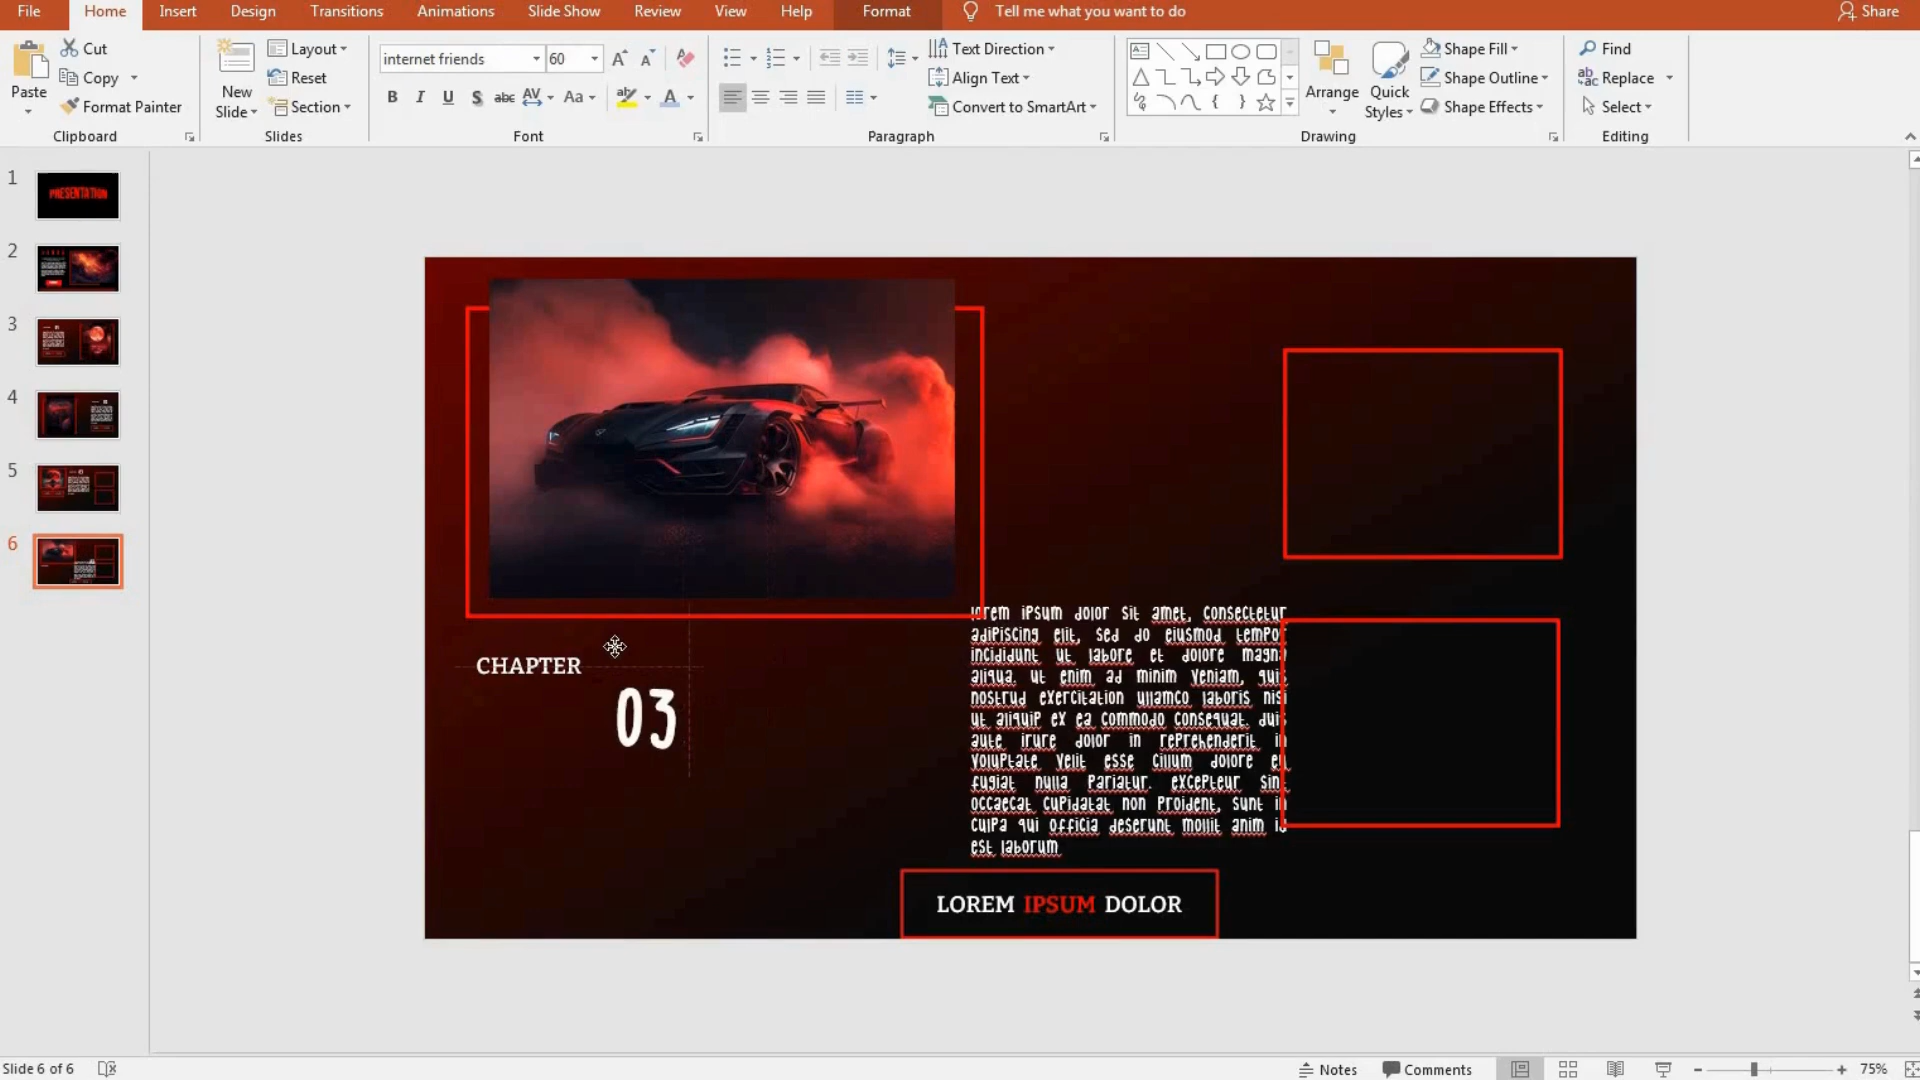 File Home Insert Design Transitions Animations Slide Show Review View Help Format Tell me what you want to do Share
Paste
Cut
Copy
Format Painter
Clipboard
New
Slide
Layout
Reset
Section
Slides
internet friends 60
B I U S abc AV Aa A
Font
Text Direction
Align Text
Convert to SmartArt
Paragraph
Arrange
Quick
Styles
Shape Fill
Shape Outline
Shape Effects
Drawing
Find
Replace
Select
Editing
1
PRESENTATION
2
3
4
5
6
CHAPTER
03
lorem ipsum dolor sit amet, consectetur
adipiscing elit, sed do eiusmod tempor
incididunt ut labore et dolore magna
aliqua. ut enim ad minim veniam, quis
nostrud exercitation ullamco laboris nisi
ut aliquip ex ea commodo consequat. duis
aute irure dolor in reprehenderit in
voluptate velit esse cillum dolore eu
fugiat nulla pariatur. excepteur sint
occaecat cupidatat non proident, sunt in
culpa qui officia deserunt mollit anim id
est laborum
LOREM IPSUM DOLOR
Slide 6 of 6
Notes Comments 75%